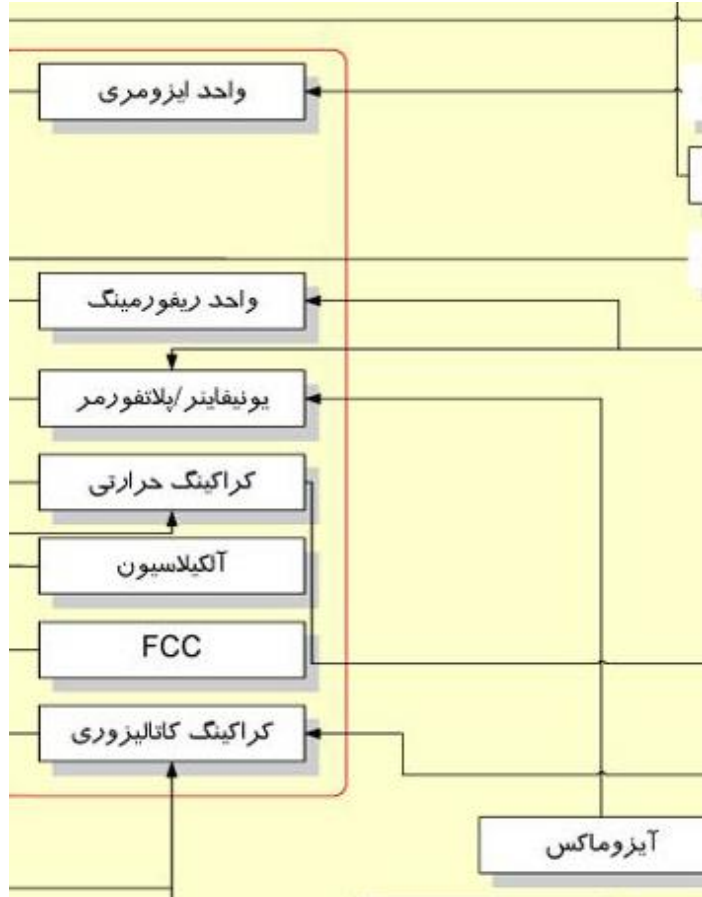 واحد ایزومری
واحد ریفورمینگ
یونیفاینر/پلاتفورمر
کراکینگ حرارتی
آلکیلاسیون
FCC
کراکینگ کاتالیزوری
آیزوماکس